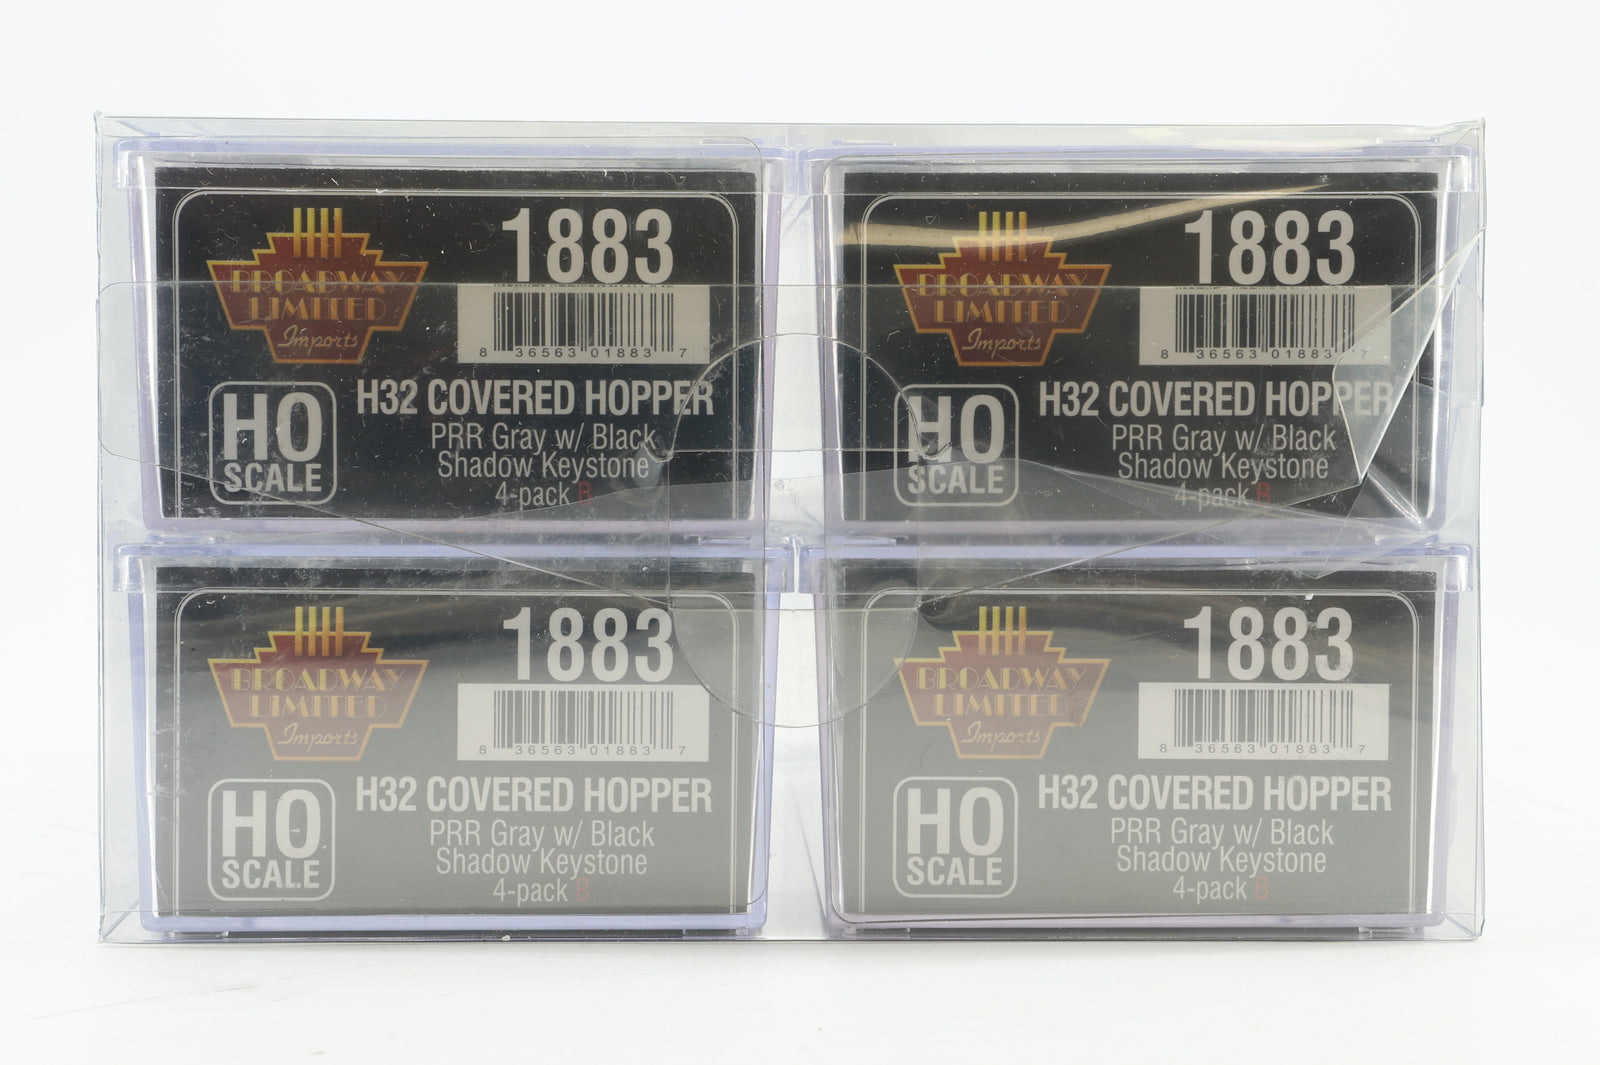 BROADWAY
LIMITED
Imports
1883
8 36563 01883 7
HO
SCALE
H32 COVERED HOPPER
PRR Gray w/ Black
Shadow Keystone
4-pack B
BROADWAY
LIMITED
Imports
1883
8 36563 01883 7
HO
SCALE
H32 COVERED HOPPER
PRR Gray w/ Black
Shadow Keystone
4-pack B
BROADWAY
LIMITED
Imports
1883
8 36563 01883 7
HO
SCALE
H32 COVERED HOPPER
PRR Gray w/ Black
Shadow Keystone
4-pack B
BROADWAY
LIMITED
Imports
1883
8 36563 01883 7
HO
SCALE
H32 COVERED HOPPER
PRR Gray w/ Black
Shadow Keystone
4-pack B